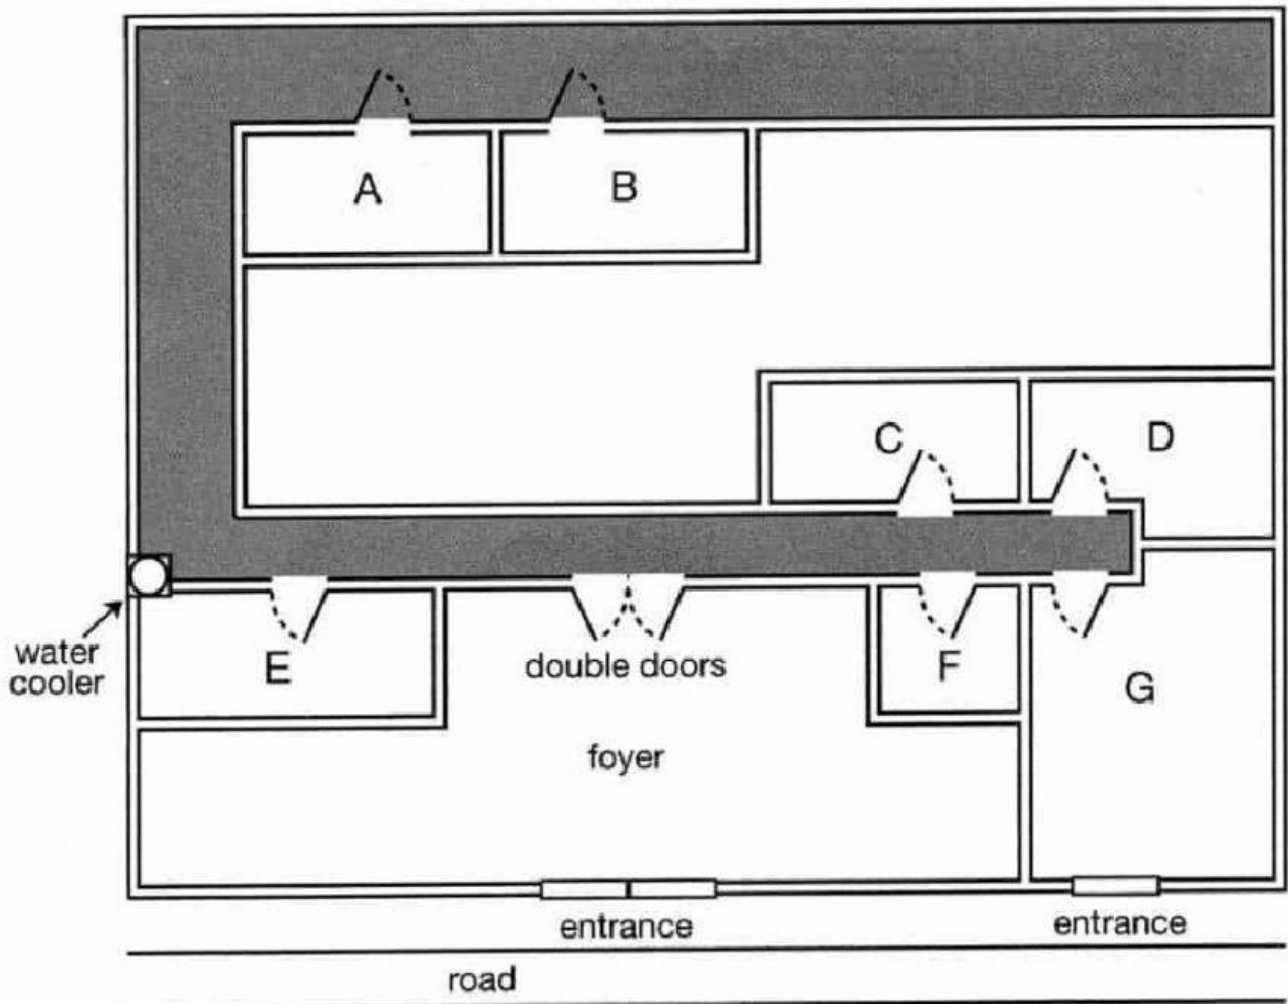 A
B
C
D
water
cooler
E
double doors
F
G
foyer
entrance
entrance
road